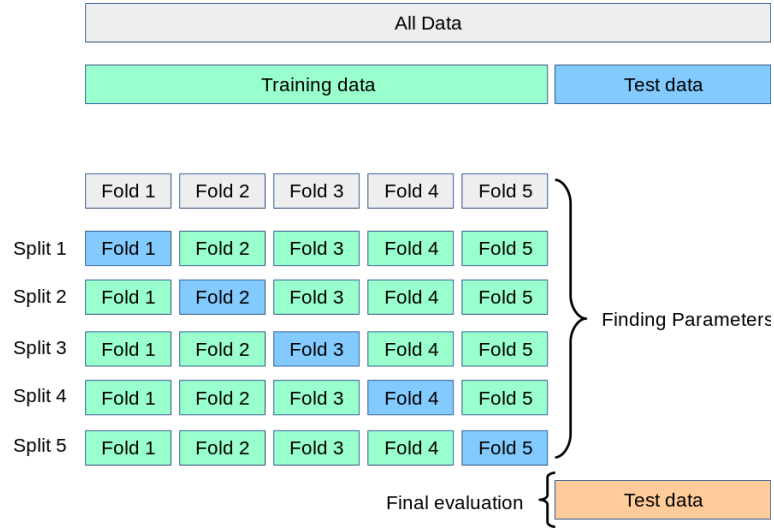 All Data
Training data Test data
Fold 1 Fold 2 Fold 3 Fold 4 Fold 5
Split 1 Fold 1 Fold 2 Fold 3 Fold 4 Fold 5
Split 2 Fold 1 Fold 2 Fold 3 Fold 4 Fold 5
Finding Parameters
Split 3 Fold 1 Fold 2 Fold 3 Fold 4 Fold 5
Split 4 Fold 1 Fold 2 Fold 3 Fold 4 Fold 5
Split 5 Fold 1 Fold 2 Fold 3 Fold 4 Fold 5
Final evaluation Test data